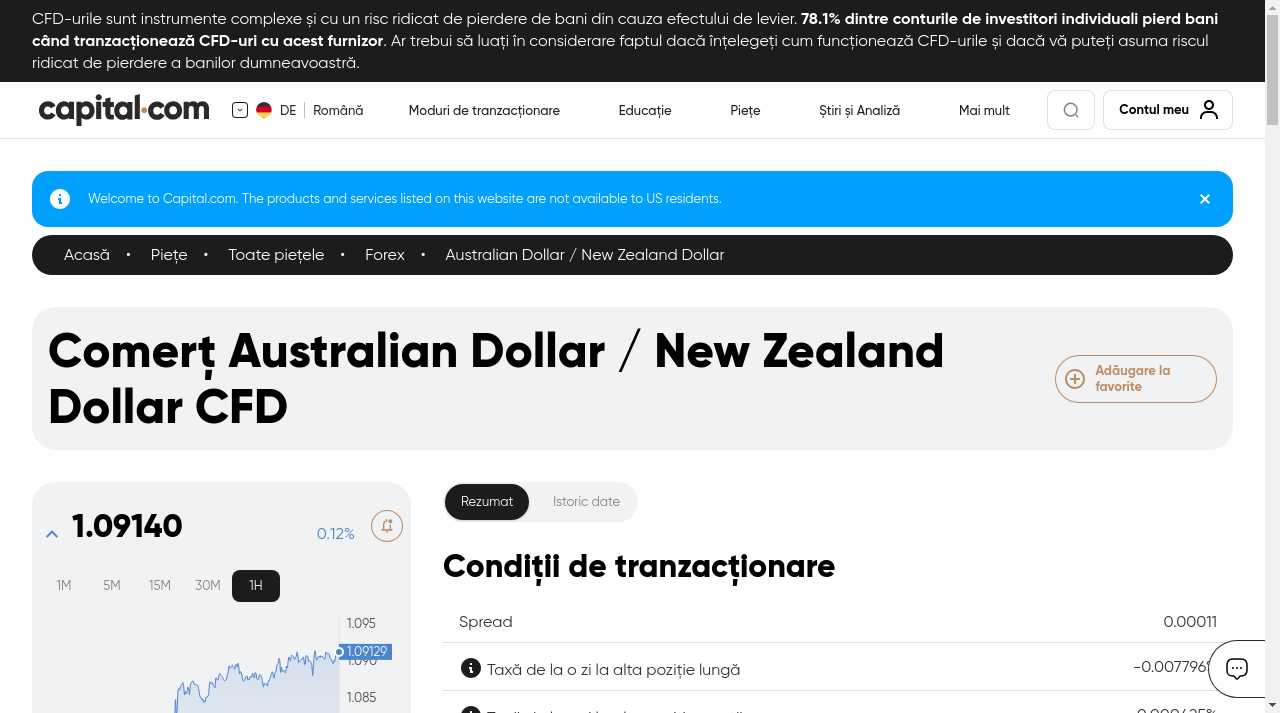 CFD-urile sunt instrumente complexe și cu un risc ridicat de pierdere de bani din cauza efectului de levier. 78.1% dintre conturile de investitori individuali pierd bani
când tranzacționează CFD-uri cu acest furnizor. Ar trebui să luați în considerare faptul dacă înțelegeți cum funcționează CFD-urile și dacă vă puteți asuma riscul
ridicat de pierdere a banilor dumneavoastră.
capital.com DE Română Moduri de tranzacționare Educație Piețe Știri și Analiză Mai mult Contul meu
Welcome to Capital.com. The products and services listed on this website are not available to US residents.
Acasă • Piețe • Toate piețele • Forex • Australian Dollar / New Zealand Dollar
Comerț Australian Dollar / New Zealand
Dollar CFD
Adăugare la
favorite
1.09140 0.12%
1M 5M 15M 30M 1H
1.095
1.09129
1.090
1.085
Rezumat Istoric date
Condiții de tranzacționare
Spread 0.00011
Taxă de la o zi la alta poziție lungă